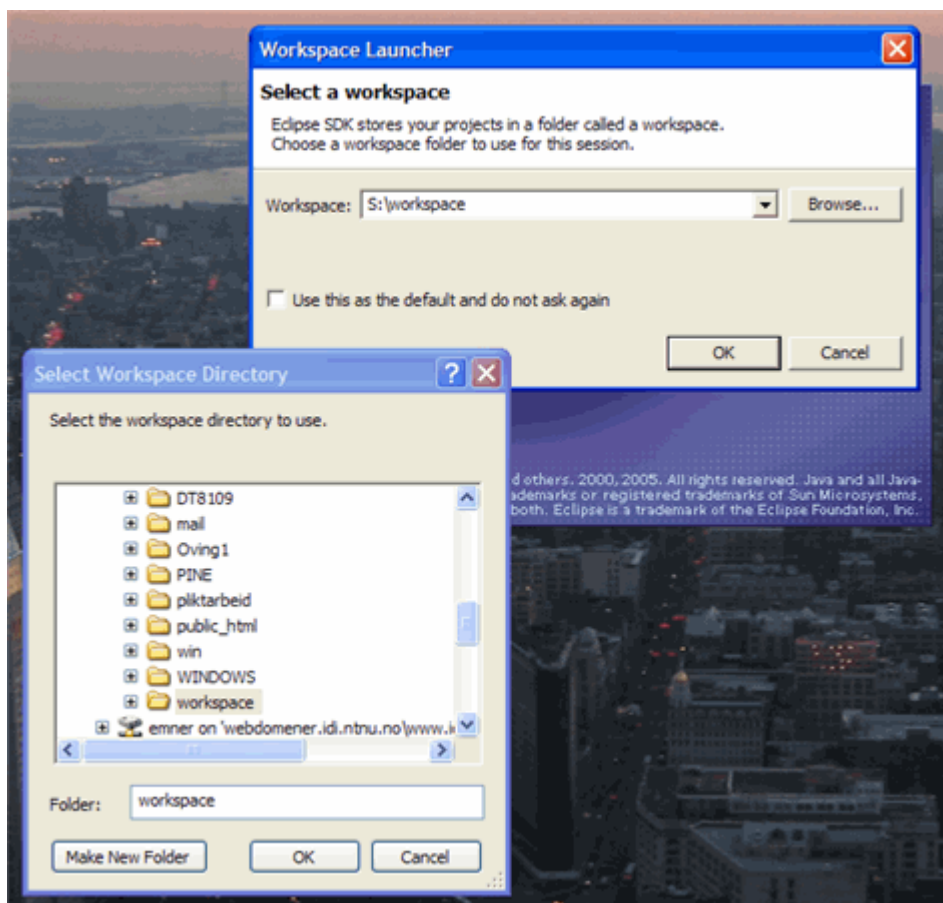 Workspace Launcher
Select a workspace
Eclipse SDK stores your projects in a folder called a workspace.
Choose a workspace folder to use for this session.
Workspace: S:\workspace Browse...
Use this as the default and do not ask again
OK Cancel
Select Workspace Directory
Select the workspace directory to use.
DT8109
mail
Oving1
PINE
pliktarbeid
public_html
win
WINDOWS
workspace
emner on 'webdomener.idi.ntnu.no\www.i
Folder: workspace
Make New Folder OK Cancel
d others. 2000, 2005. All rights reserved. Java and all Java-
ademarks or registered trademarks of Sun Microsystems,
both. Eclipse is a trademark of the Eclipse Foundation, Inc.